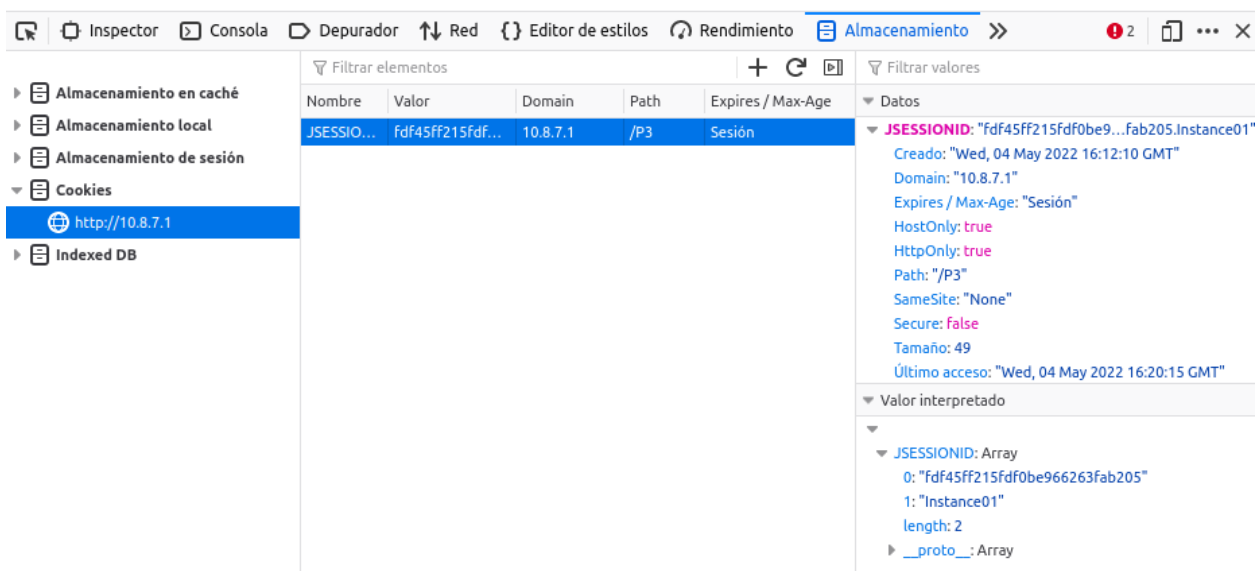 Inspector Consola Depurador Red Editor de estilos Rendimiento Almacenamiento 2
Almacenamiento en caché
Almacenamiento local
Almacenamiento de sesión
Cookies
http://10.8.7.1
Indexed DB
Filtrar elementos
Nombre Valor Domain Path Expires / Max-Age
JSESSIO... fdf45ff215fdf... 10.8.7.1 /P3 Sesión
Filtrar valores
Datos
JSESSIONID: "fdf45ff215fdf0be9...fab205.Instance01"
Creado: "Wed, 04 May 2022 16:12:10 GMT"
Domain: "10.8.7.1"
Expires / Max-Age: "Sesión"
HostOnly: true
HttpOnly: true
Path: "/P3"
SameSite: "None"
Secure: false
Tamaño: 49
Último acceso: "Wed, 04 May 2022 16:20:15 GMT"
Valor interpretado
JSESSIONID: Array
0: "fdf45ff215fdf0be966263fab205"
1: "Instance01"
length: 2
__proto__: Array